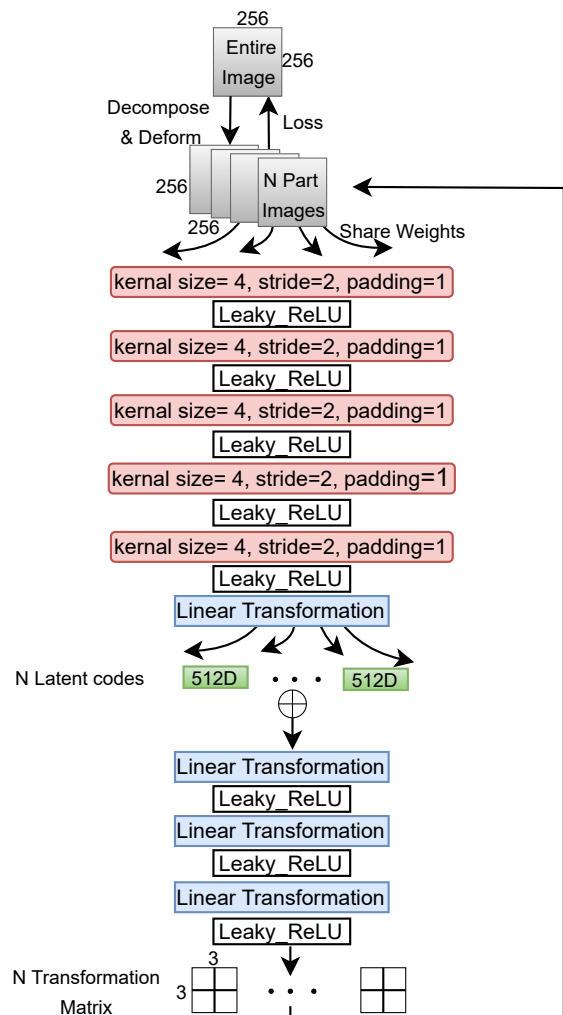 256
Entire
Image
256
Decompose
& Deform
Loss
256
256
N Part
Images
Share Weights
kernal size= 4, stride=2, padding=1
Leaky_ReLU
kernal size= 4, stride=2, padding=1
Leaky_ReLU
kernal size= 4, stride=2, padding=1
Leaky_ReLU
kernal size= 4, stride=2, padding=1
Leaky_ReLU
kernal size= 4, stride=2, padding=1
Leaky_ReLU
Linear Transformation
N Latent codes
512D
. . .
512D
Linear Transformation
Leaky_ReLU
Linear Transformation
Leaky_ReLU
Linear Transformation
Leaky_ReLU
N Transformation
Matrix
3
3
. . .